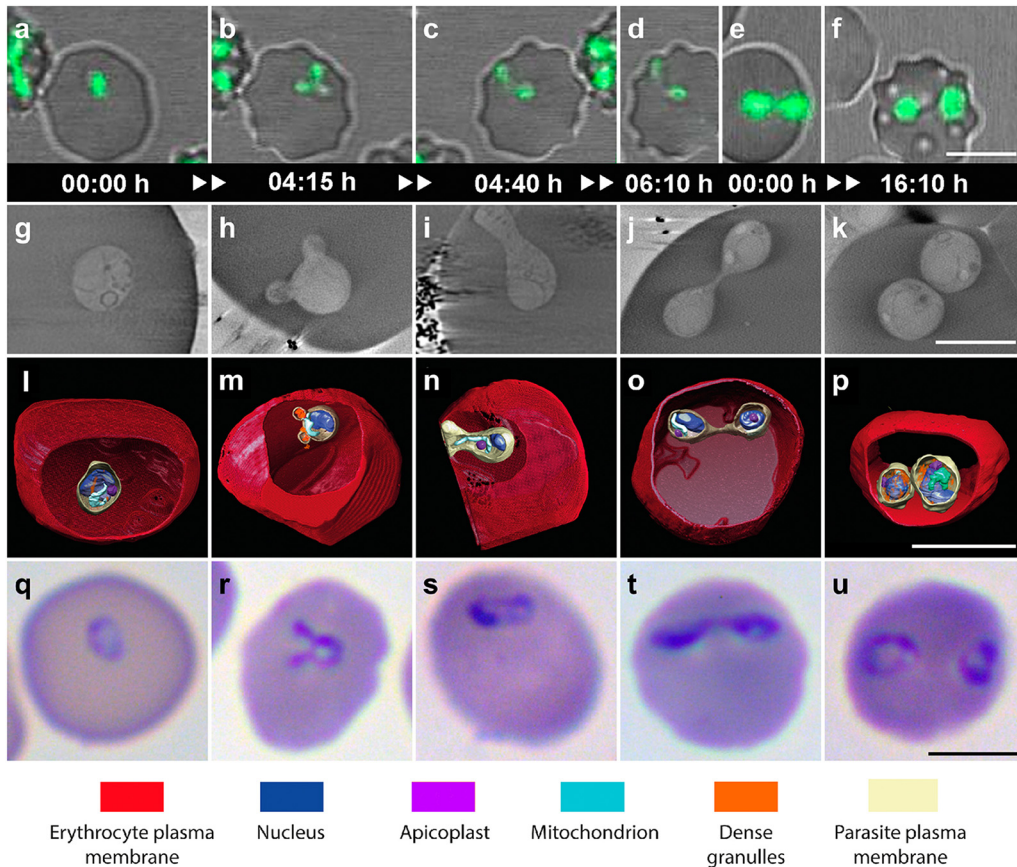 a b c d e f
00:00 h 04:15 h 04:40 h 06:10 h 00:00 h 16:10 h
g h i j k
l m n o p
q r s t u
Erythrocyte plasma membrane
Nucleus
Apicoplast
Mitochondrion
Dense granulles
Parasite plasma membrane